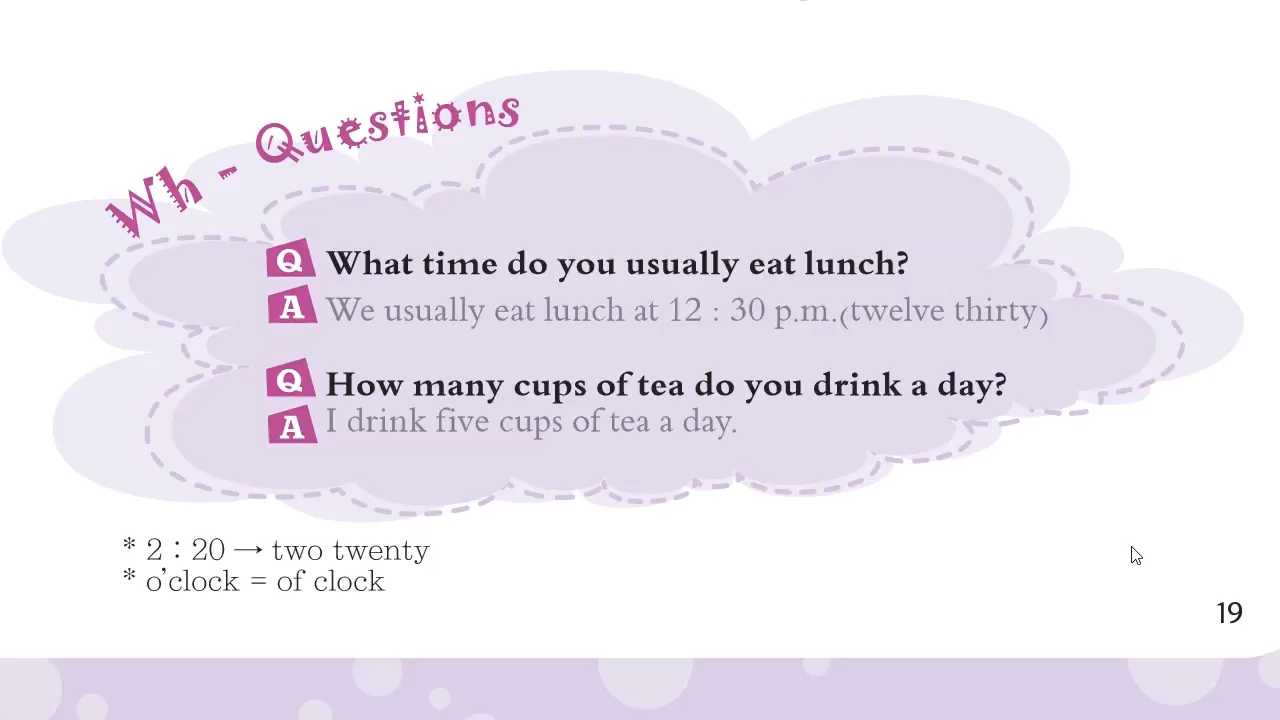 Wh - Questions
Q What time do you usually eat lunch?
A We usually eat lunch at 12 : 30 p.m.(twelve thirty)
Q How many cups of tea do you drink a day?
A I drink five cups of tea a day.
* 2 : 20 → two twenty
* o’clock = of clock
19